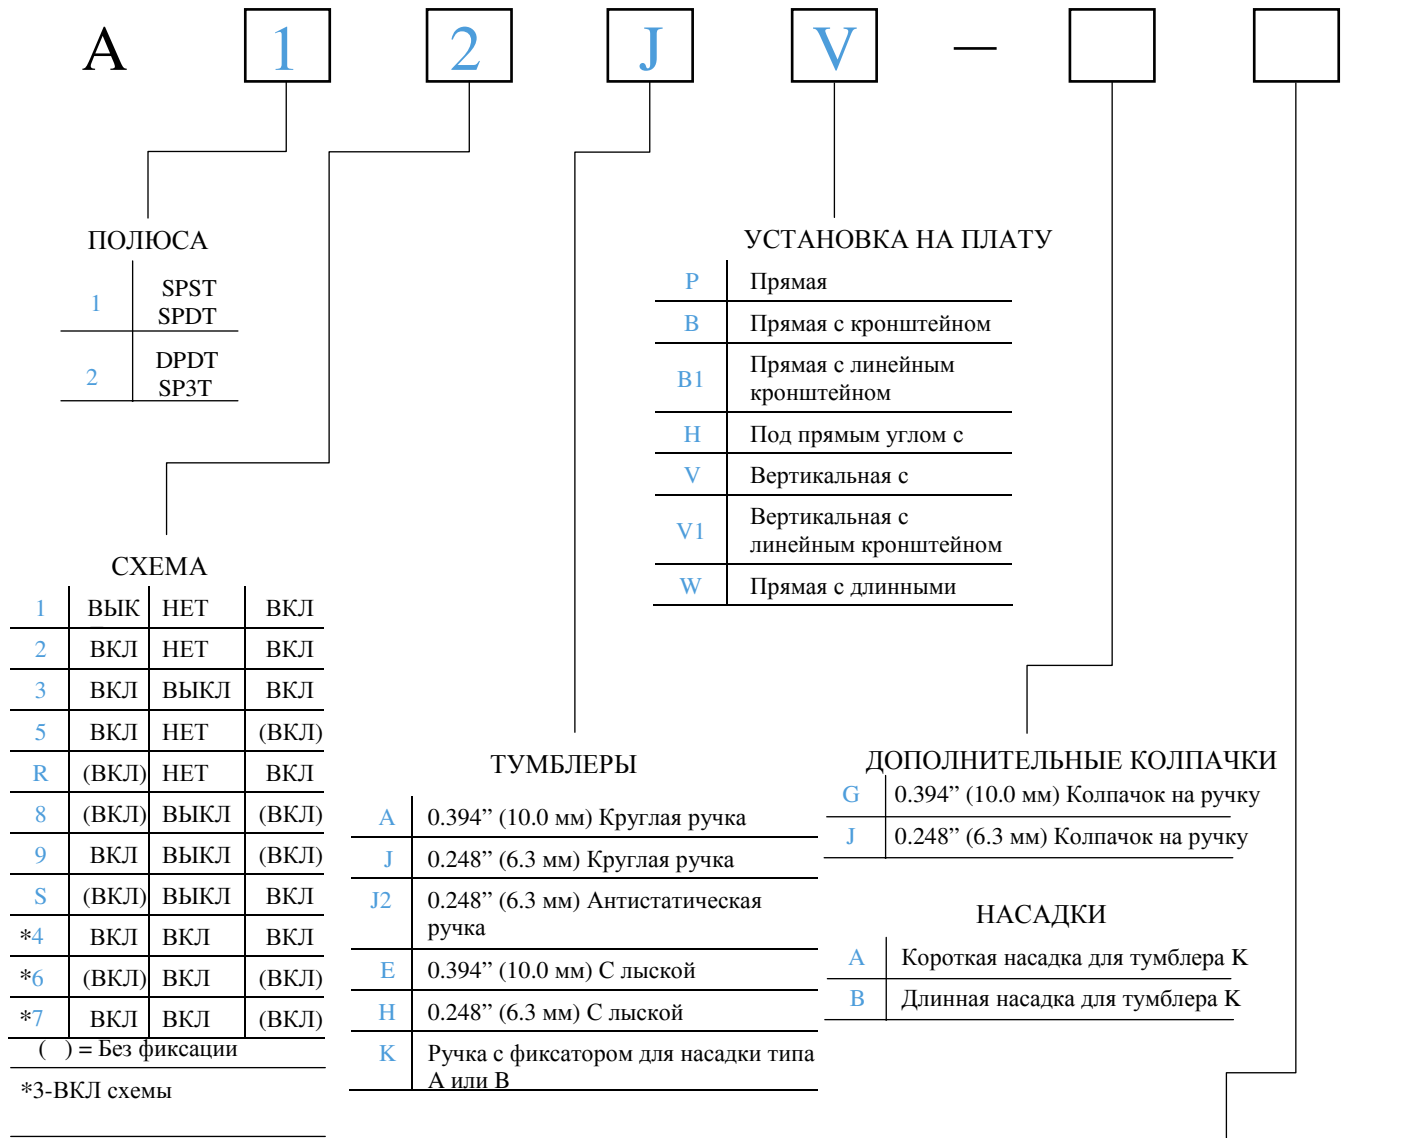 A 1 2 J V —
ПОЛЮСА
1 SPST
SPDT
2 DPDT
SP3T
УСТАНОВКА НА ПЛАТУ
P Прямая
B Прямая с кронштейном
B1 Прямая с линейным
кронштейном
H Под прямым углом с
V Вертикальная с
V1 Вертикальная с
линейным кронштейном
W Прямая с длинными
СХЕМА
1 ВЫК НЕТ ВКЛ
2 ВКЛ НЕТ ВКЛ
3 ВКЛ ВЫКЛ ВКЛ
5 ВКЛ НЕТ (ВКЛ)
R (ВКЛ) НЕТ ВКЛ
8 (ВКЛ) ВЫКЛ (ВКЛ)
9 ВКЛ ВЫКЛ (ВКЛ)
S (ВКЛ) ВЫКЛ ВКЛ
*4 ВКЛ ВКЛ ВКЛ
*6 (ВКЛ) ВКЛ (ВКЛ)
*7 ВКЛ ВКЛ (ВКЛ)
( ) = Без фиксации
*3-ВКЛ схемы
ТУМБЛЕРЫ
A 0.394” (10.0 мм) Круглая ручка
J 0.248” (6.3 мм) Круглая ручка
J2 0.248” (6.3 мм) Антистатическая
ручка
E 0.394” (10.0 мм) С лыской
H 0.248” (6.3 мм) С лыской
K Ручка с фиксатором для насадки типа
А или В
ДОПОЛНИТЕЛЬНЫЕ КОЛПАЧКИ
G 0.394” (10.0 мм) Колпачок на ручку
J 0.248” (6.3 мм) Колпачок на ручку
НАСАДКИ
A Короткая насадка для тумблера K
B Длинная насадка для тумблера K